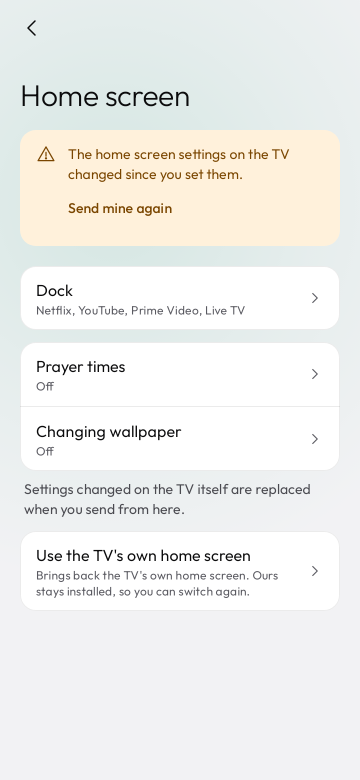 Home screen
The home screen settings on the TV
changed since you set them.
Send mine again
Dock
Netflix, YouTube, Prime Video, Live TV
Prayer times
Off
Changing wallpaper
Off
Settings changed on the TV itself are replaced
when you send from here.
Use the TV's own home screen
Brings back the TV's own home screen. Ours
stays installed, so you can switch again.